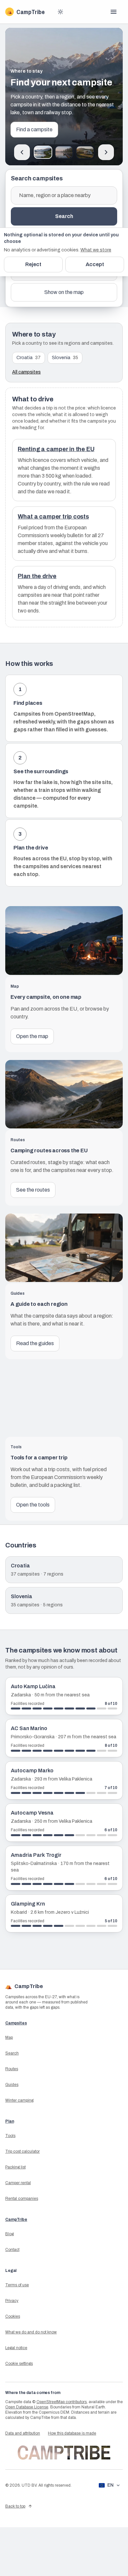 CampTribe
Where to stay
Find your next campsite
Pick a country, then a region, and see every
campsite in it with the distance to the nearest
lake, town and railway stop.
Find a campsite
Search campsites
Name, region or a place nearby
Search
Nothing optional is stored on your device until you
choose
No analytics or advertising cookies. What we store
Reject
Accept
Show on the map
Where to stay
Pick a country to see its regions and campsites.
Croatia 37
Slovenia 35
All campsites
What to drive
What decides a trip is not the price: which licence
covers the vehicle, what it is allowed to weigh
once loaded, and whether it fits the campsite you
are heading for.
Renting a camper in the EU
Which licence covers which vehicle, and
what changes the moment it weighs
more than 3 500 kg when loaded.
Country by country, with the rule we read
and the date we read it.
What a camper trip costs
Fuel priced from the European
Commission's weekly bulletin for all 27
member states, against the vehicle you
actually drive and what it burns.
Plan the drive
Where a day of driving ends, and which
campsites are near that point rather
than near the straight line between your
two ends.
How this works
1
Find places
Campsites from OpenStreetMap,
refreshed weekly, with the gaps shown as
gaps rather than filled in with guesses.
2
See the surroundings
How far the lake is, how high the site sits,
what a train stops within walking
distance — computed for every
campsite.
3
Plan the drive
Routes across the EU, stop by stop, with
the campsites and services nearest
each stop.
Map
Every campsite, on one map
Pan and zoom across the EU, or browse by
country.
Open the map
Routes
Camping routes across the EU
Curated routes, stage by stage: what each
one is for, and the campsites near every stop.
See the routes
Guides
A guide to each region
What the campsite data says about a region:
what is there, and what is near it.
Read the guides
Tools
Tools for a camper trip
Work out what a trip costs, with fuel priced
from the European Commission's weekly
bulletin, and build a packing list.
Open the tools
Countries
Croatia
37 campsites · 7 regions
Slovenia
35 campsites · 5 regions
The campsites we know most about
Ranked by how much has actually been recorded about
them, not by any opinion of ours.
Auto Kamp Lučina
Zadarska · 50 m from the nearest sea
Facilities recorded
8 of 10
AC San Marino
Primorsko-Goranska · 207 m from the nearest sea
Facilities recorded
8 of 10
Autocamp Marko
Zadarska · 293 m from Velika Paklenica
Facilities recorded
7 of 10
Autocamp Vesna
Zadarska · 250 m from Velika Paklenica
Facilities recorded
6 of 10
Amadria Park Trogir
Splitsko-Dalmatinska · 170 m from the nearest
sea
Facilities recorded
6 of 10
Glamping Krn
Kobarid · 2.6 km from Jezero v Lužnici
Facilities recorded
5 of 10
CampTribe
Campsites across the EU-27, with what is
around each one — measured from published
data, with the gaps left as gaps.
Campsites
Map
Search
Routes
Guides
Winter camping
Plan
Tools
Trip cost calculator
Packing list
Camper rental
Rental companies
CampTribe
Blog
Contact
Legal
Terms of use
Privacy
Cookies
What we do and do not know
Legal notice
Cookie settings
Where the data comes from
Campsite data © OpenStreetMap contributors, available under the
Open Database License. Boundaries from Natural Earth.
Elevation from the Copernicus DEM. Distances and derived terrain are
computed by CampTribe from that data.
Data and attribution
How this database is made
CAMPTRIBE
EN
Back to top